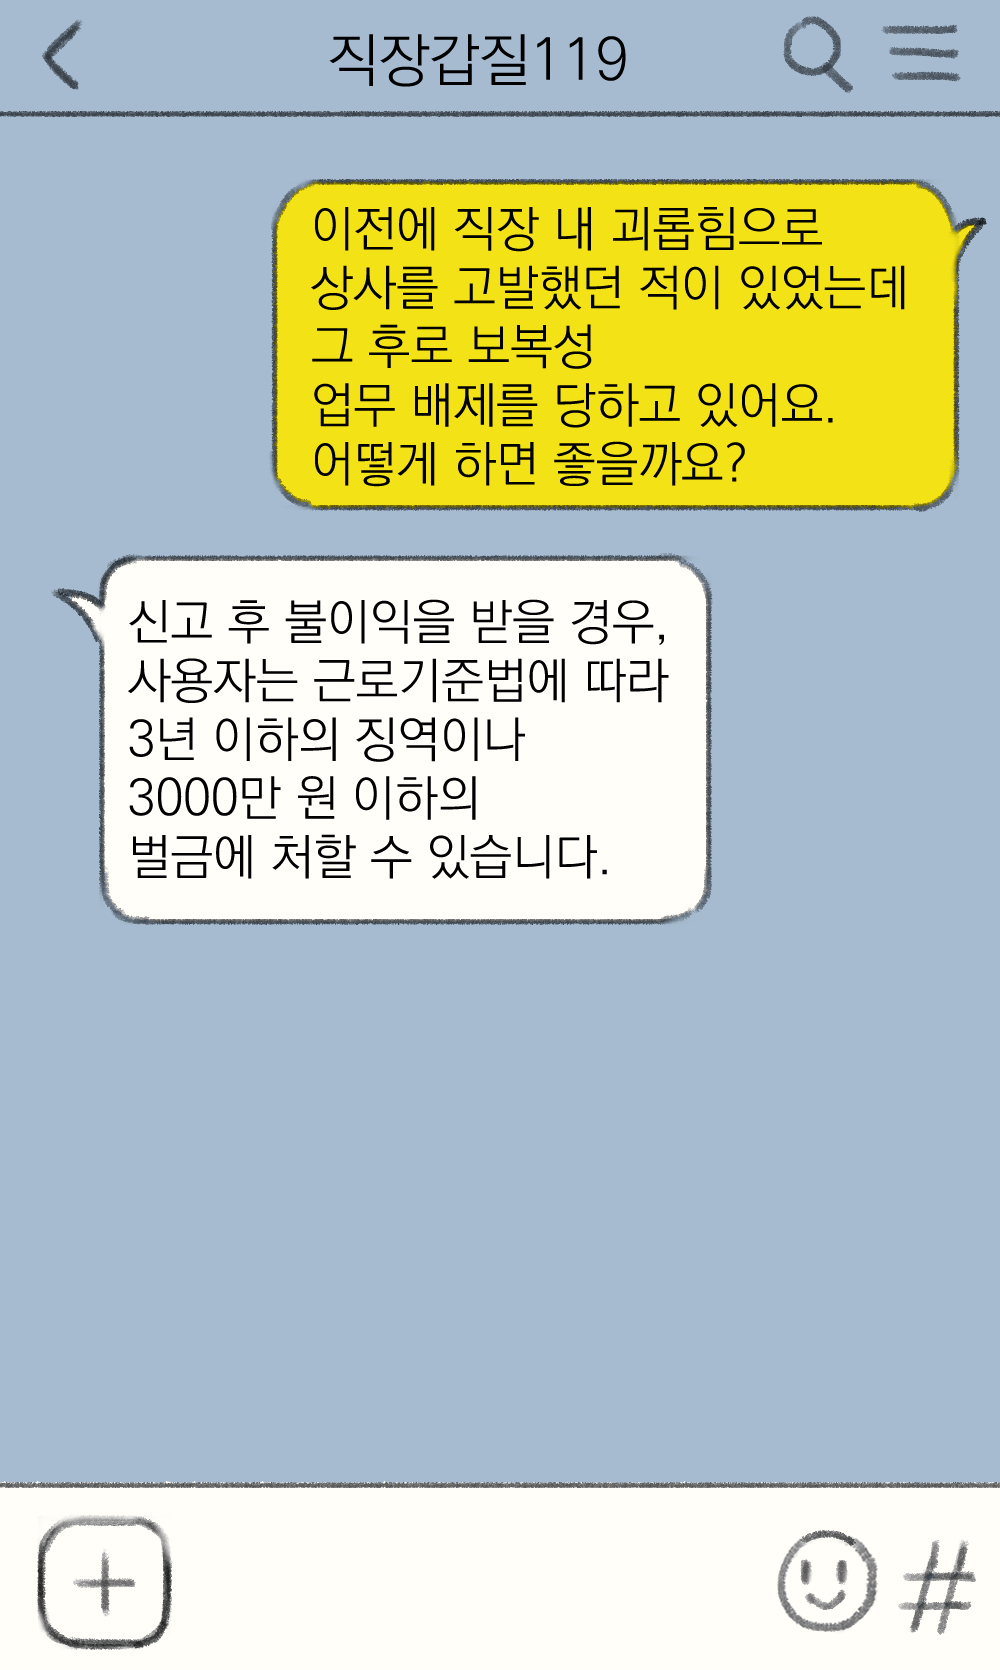 직장갑질119
이전에 직장 내 괴롭힘으로
상사를 고발했던 적이 있었는데
그 후로 보복성
업무 배제를 당하고 있어요.
어떻게 하면 좋을까요?
신고 후 불이익을 받을 경우,
사용자는 근로기준법에 따라
3년 이하의 징역이나
3000만 원 이하의
벌금에 처할 수 있습니다.
#